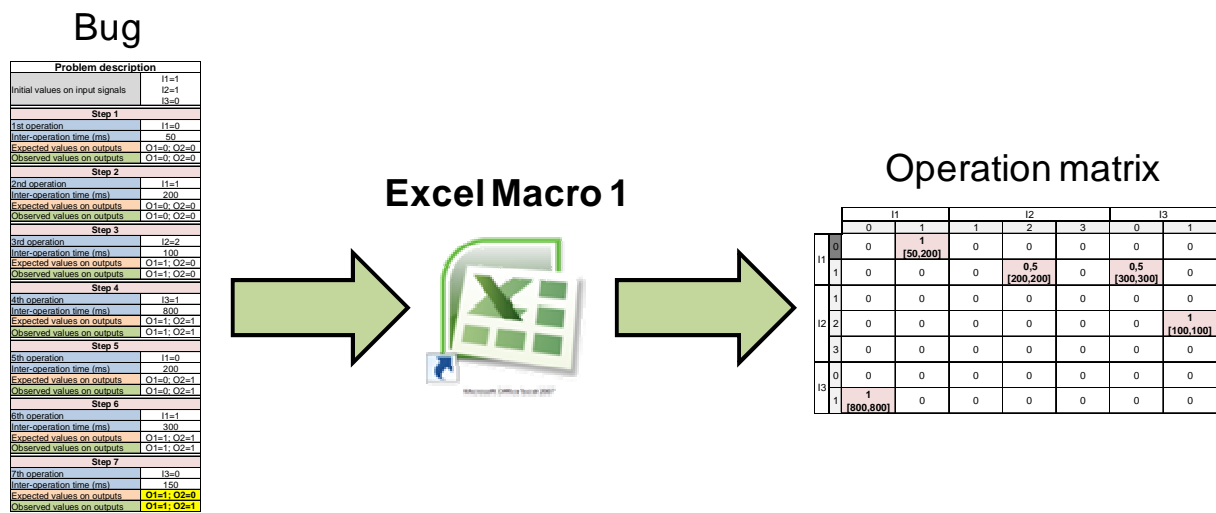 Bug
Problem description
Initial values on input signals
I1=1
I2=1
I3=0
Step 1
1st operation I1=0
Inter-operation time (ms) 50
Expected values on outputs O1=0; O2=0
Observed values on outputs O1=0; O2=0
Step 2
2nd operation I1=1
Inter-operation time (ms) 200
Expected values on outputs O1=0; O2=0
Observed values on outputs O1=0; O2=0
Step 3
3rd operation I2=2
Inter-operation time (ms) 100
Expected values on outputs O1=1; O2=0
Observed values on outputs O1=1; O2=0
Step 4
4th operation I3=1
Inter-operation time (ms) 800
Expected values on outputs O1=1; O2=1
Observed values on outputs O1=1; O2=1
Step 5
5th operation I1=0
Inter-operation time (ms) 200
Expected values on outputs O1=0; O2=1
Observed values on outputs O1=0; O2=1
Step 6
6th operation I1=1
Inter-operation time (ms) 300
Expected values on outputs O1=1; O2=1
Observed values on outputs O1=1; O2=1
Step 7
7th operation I3=0
Inter-operation time (ms) 150
Expected values on outputs O1=1; O2=0
Observed values on outputs O1=1; O2=1
Excel Macro 1
Microsoft Office Excel 2007
Operation matrix
I1 I2 I3
0 1 1 2 3 0 1
I1
0 0 1 0 0 0 0 0
[50,200]
1 0 0 0 0,5 0 0,5 0
[200,200] [300,300]
I2
1 0 0 0 0 0 0 0
2 0 0 0 0 0 0 1
[100,100]
3 0 0 0 0 0 0 0
I3
0 0 0 0 0 0 0 0
1 1 0 0 0 0 0 0
[800,800]